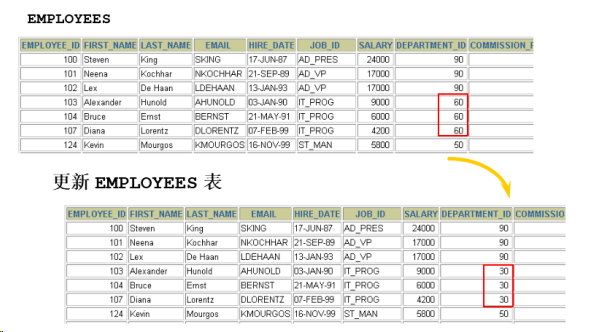 EMPLOYEES
EMPLOYEE_ID FIRST_NAME LAST_NAME EMAIL HIRE_DATE JOB_ID SALARY DEPARTMENT_ID COMMISSION_F
100 Steven King SKING 17-JUN-87 AD_PRES 24000 90
101 Neena Kochhar NKOCHHAR 21-SEP-89 AD_VP 17000 90
102 Lex De Haan LDEHAAN 13-JAN-93 AD_VP 17000 90
103 Alexander Hunold AHUNOLD 03-JAN-90 IT_PROG 9000 60
104 Bruce Ernst BERNST 21-MAY-91 IT_PROG 6000 60
107 Diana Lorentz DLORENTZ 07-FEB-99 IT_PROG 4200 60
124 Kevin Mourgos KMOURGOS 16-NOV-99 ST_MAN 5800 50
更新 EMPLOYEES 表
EMPLOYEE_ID FIRST_NAME LAST_NAME EMAIL HIRE_DATE JOB_ID SALARY DEPARTMENT_ID COMMISSIO
100 Steven King SKING 17-JUN-87 AD_PRES 24000 90
101 Neena Kochhar NKOCHHAR 21-SEP-89 AD_VP 17000 90
102 Lex De Haan LDEHAAN 13-JAN-93 AD_VP 17000 90
103 Alexander Hunold AHUNOLD 03-JAN-90 IT_PROG 9000 30
104 Bruce Ernst BERNST 21-MAY-91 IT_PROG 6000 30
107 Diana Lorentz DLORENTZ 07-FEB-99 IT_PROG 4200 30
124 Kevin Mourgos KMOURGOS 16-NOV-99 ST_MAN 5800 50